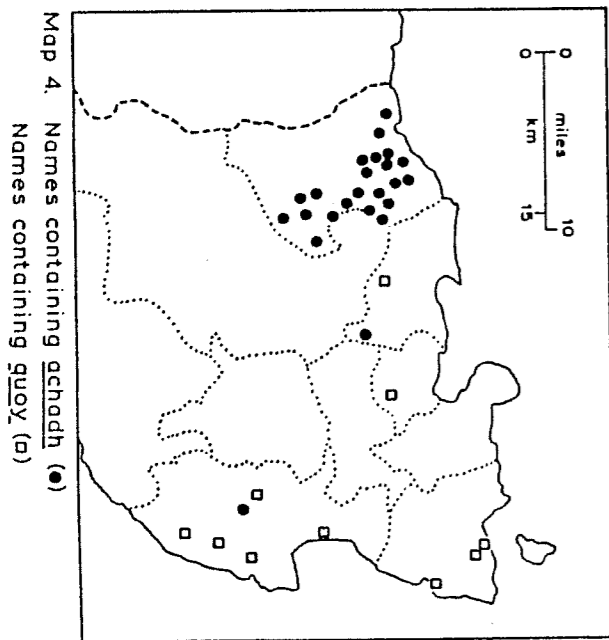 0 miles 10
0 km 15
Map 4. Names containing achadh (●)
Names containing quoy (□)